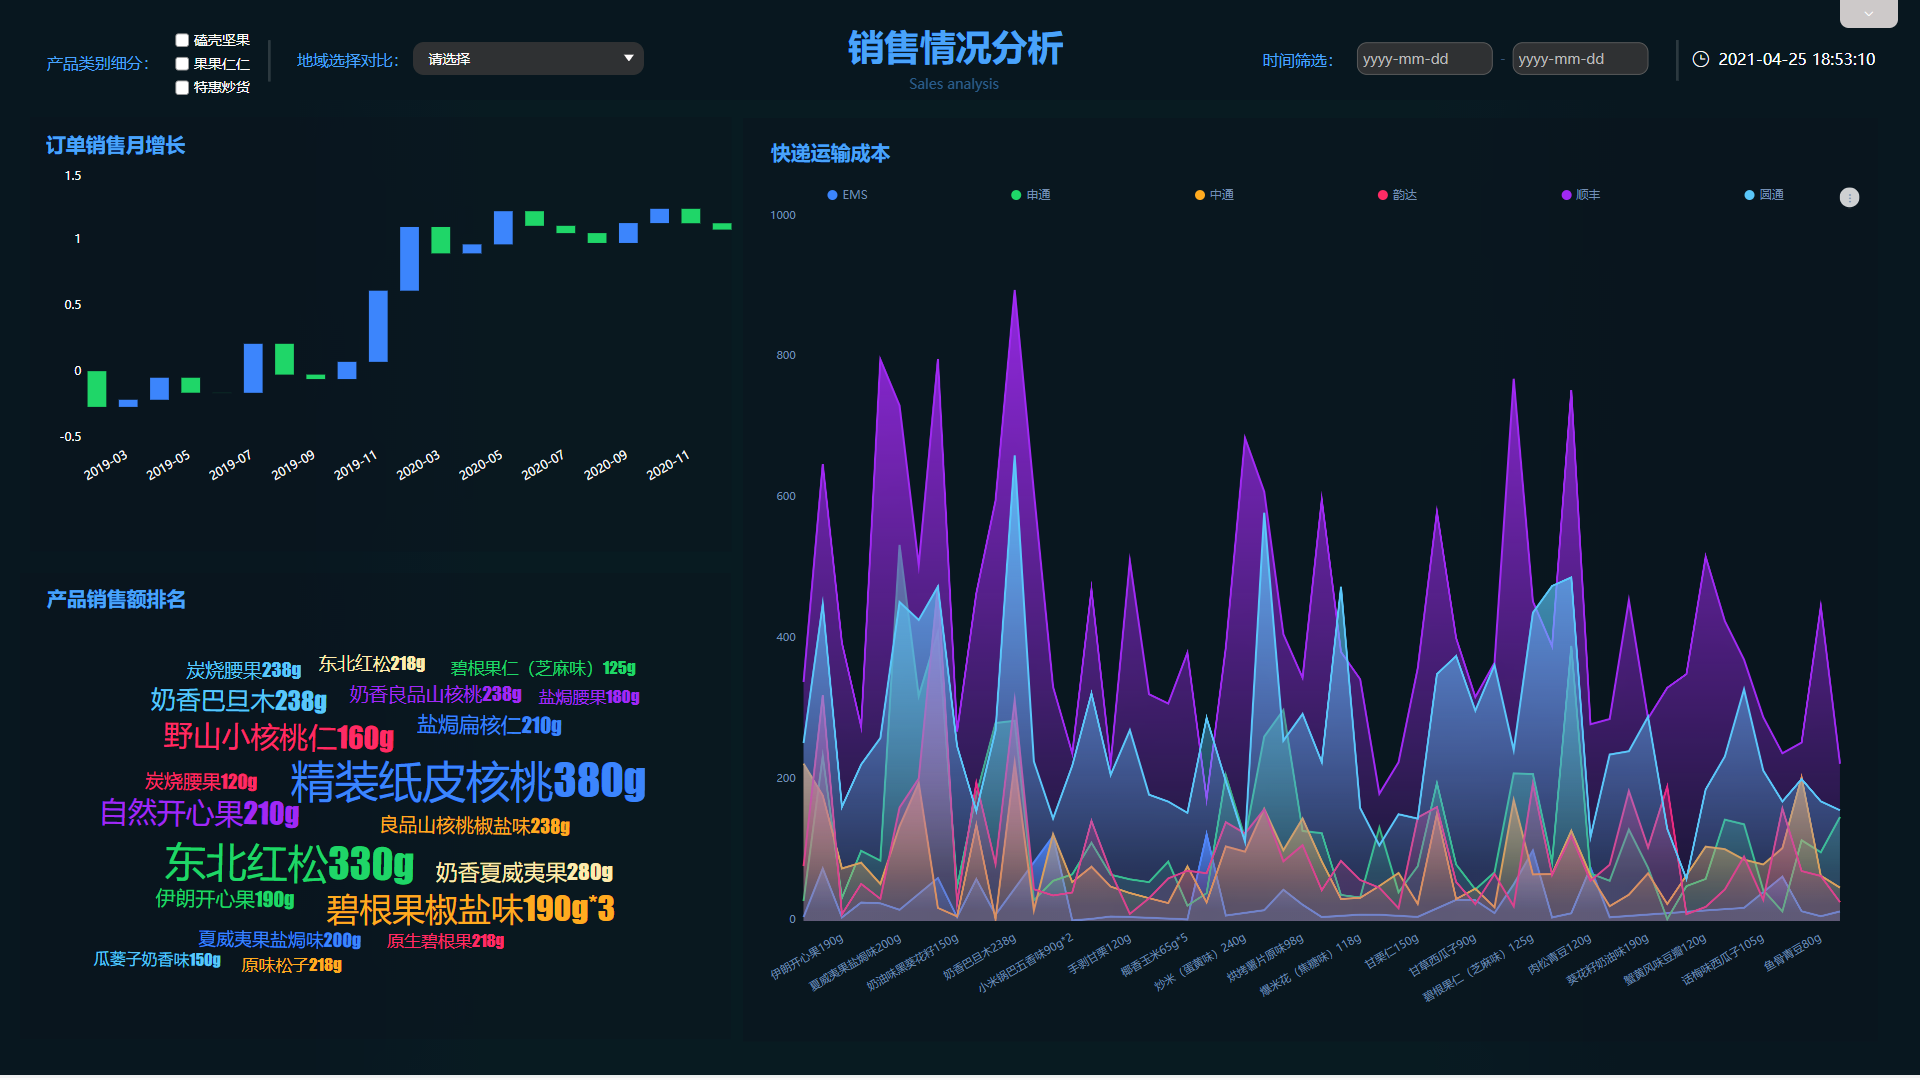 产品类别细分：
磕壳坚果
果果仁仁
特惠炒货
地域选择对比：
请选择
销售情况分析
Sales analysis
时间筛选：
yyyy-mm-dd - yyyy-mm-dd
2021-04-25 18:53:10
订单销售月增长
1.5
1
0.5
0
-0.5
2019-03
2019-05
2019-07
2019-09
2019-11
2020-03
2020-05
2020-07
2020-09
2020-11
产品销售额排名
炭烧腰果238g
东北红松218g
碧根果仁（芝麻味）125g
奶香巴旦木238g
奶香良品山核桃238g
盐焗腰果180g
野山小核桃仁160g
盐焗扁核仁210g
炭烧腰果120g
精装纸皮核桃380g
自然开心果210g
良品山核桃椒盐味238g
东北红松330g
奶香夏威夷果280g
伊朗开心果190g
碧根果椒盐味190g*3
夏威夷果盐焗味200g
原生碧根果218g
瓜蒌子奶香味150g
原味松子218g
快递运输成本
EMS
申通
中通
韵达
顺丰
圆通
1000
800
600
400
200
0
伊朗开心果190g
夏威夷果盐焗味200g
奶油味黑葵花籽150g
奶香巴旦木238g
小米锅巴五香味90g*2
手剥甘栗120g
椰香玉米65g*5
炒米（蛋黄味）240g
烘烤薯片原味98g
爆米花（焦糖味）118g
甘栗仁150g
甘草西瓜子90g
碧根果仁（芝麻味）125g
肉松青豆120g
葵花籽奶油味190g
蟹黄风味豆瓣120g
话梅味西瓜子105g
鱼骨青豆80g